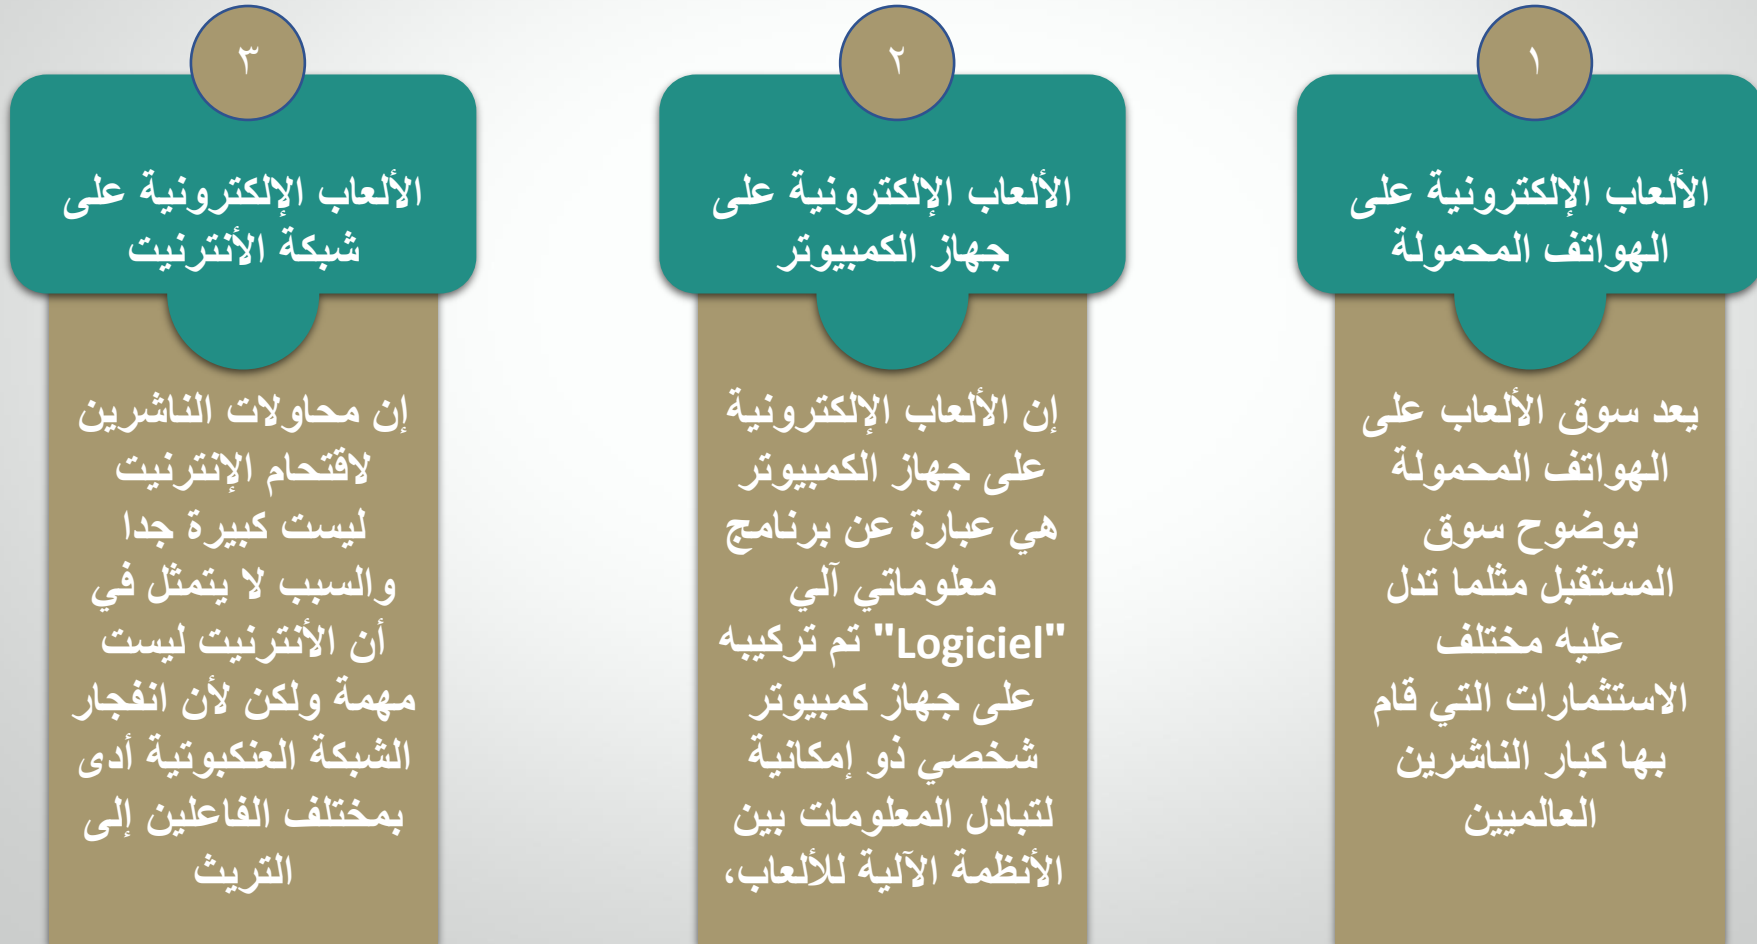 ١
الألعاب الإلكترونية على
الهواتف المحمولة
يعد سوق الألعاب على
الهواتف المحمولة
بوضوح سوق
المستقبل مثلما تدل
عليه مختلف
الاستثمارات التي قام
بها كبار الناشرين
العالميين
٢
الألعاب الإلكترونية على
جهاز الكمبيوتر
إن الألعاب الإلكترونية
على جهاز الكمبيوتر
هي عبارة عن برنامج
معلوماتي آلي
"Logiciel" تم تركيبه
على جهاز كمبيوتر
شخصي ذو إمكانية
لتبادل المعلومات بين
الأنظمة الآلية للألعاب،
٣
الألعاب الإلكترونية على
شبكة الأنترنيت
إن محاولات الناشرين
لاقتحام الإنترنيت
ليست كبيرة جدا
والسبب لا يتمثل في
أن الأنترنيت ليست
مهمة ولكن لأن انفجار
الشبكة العنكبوتية أدى
بمختلف الفاعلين إلى
التريث